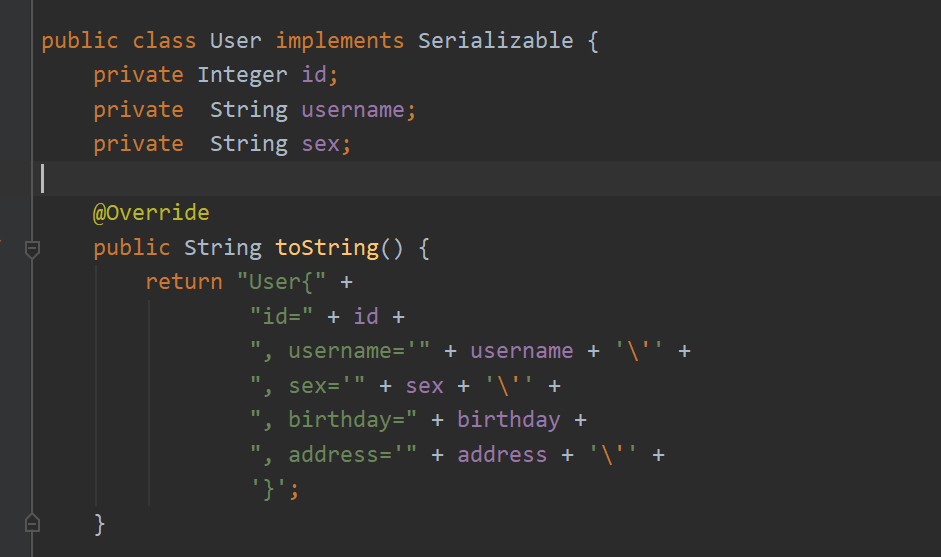 public class User implements Serializable {
    private Integer id;
    private  String username;
    private  String sex;
    @Override
    public String toString() {
        return "User{" +
                "id=" + id +
                ", username='" + username + '\'' +
                ", sex='" + sex + '\'' +
                ", birthday=" + birthday +
                ", address='" + address + '\'' +
                '}';
    }